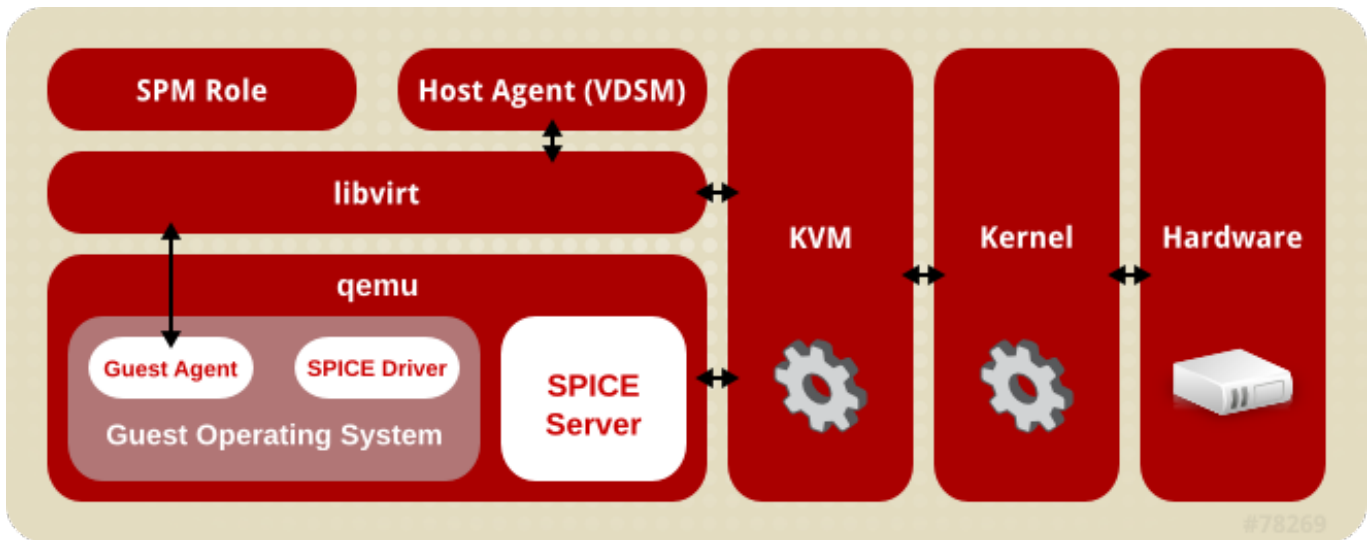 SPM Role
Host Agent (VDSM)
libvirt
qemu
Guest Agent
SPICE Driver
Guest Operating System
SPICE
Server
KVM
Kernel
Hardware
#78269